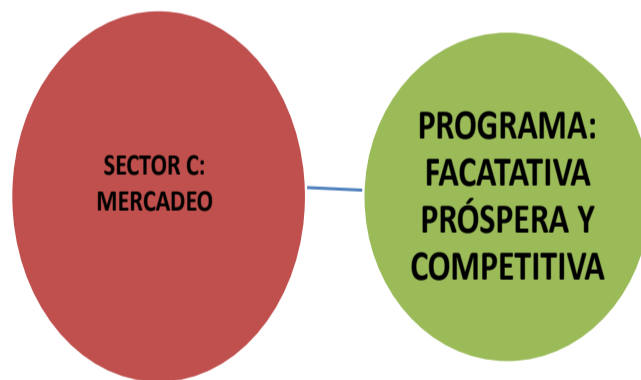 SECTOR C:
MERCADEO
PROGRAMA:
FACATATIVA
PRÓSPERA Y
COMPETITIVA